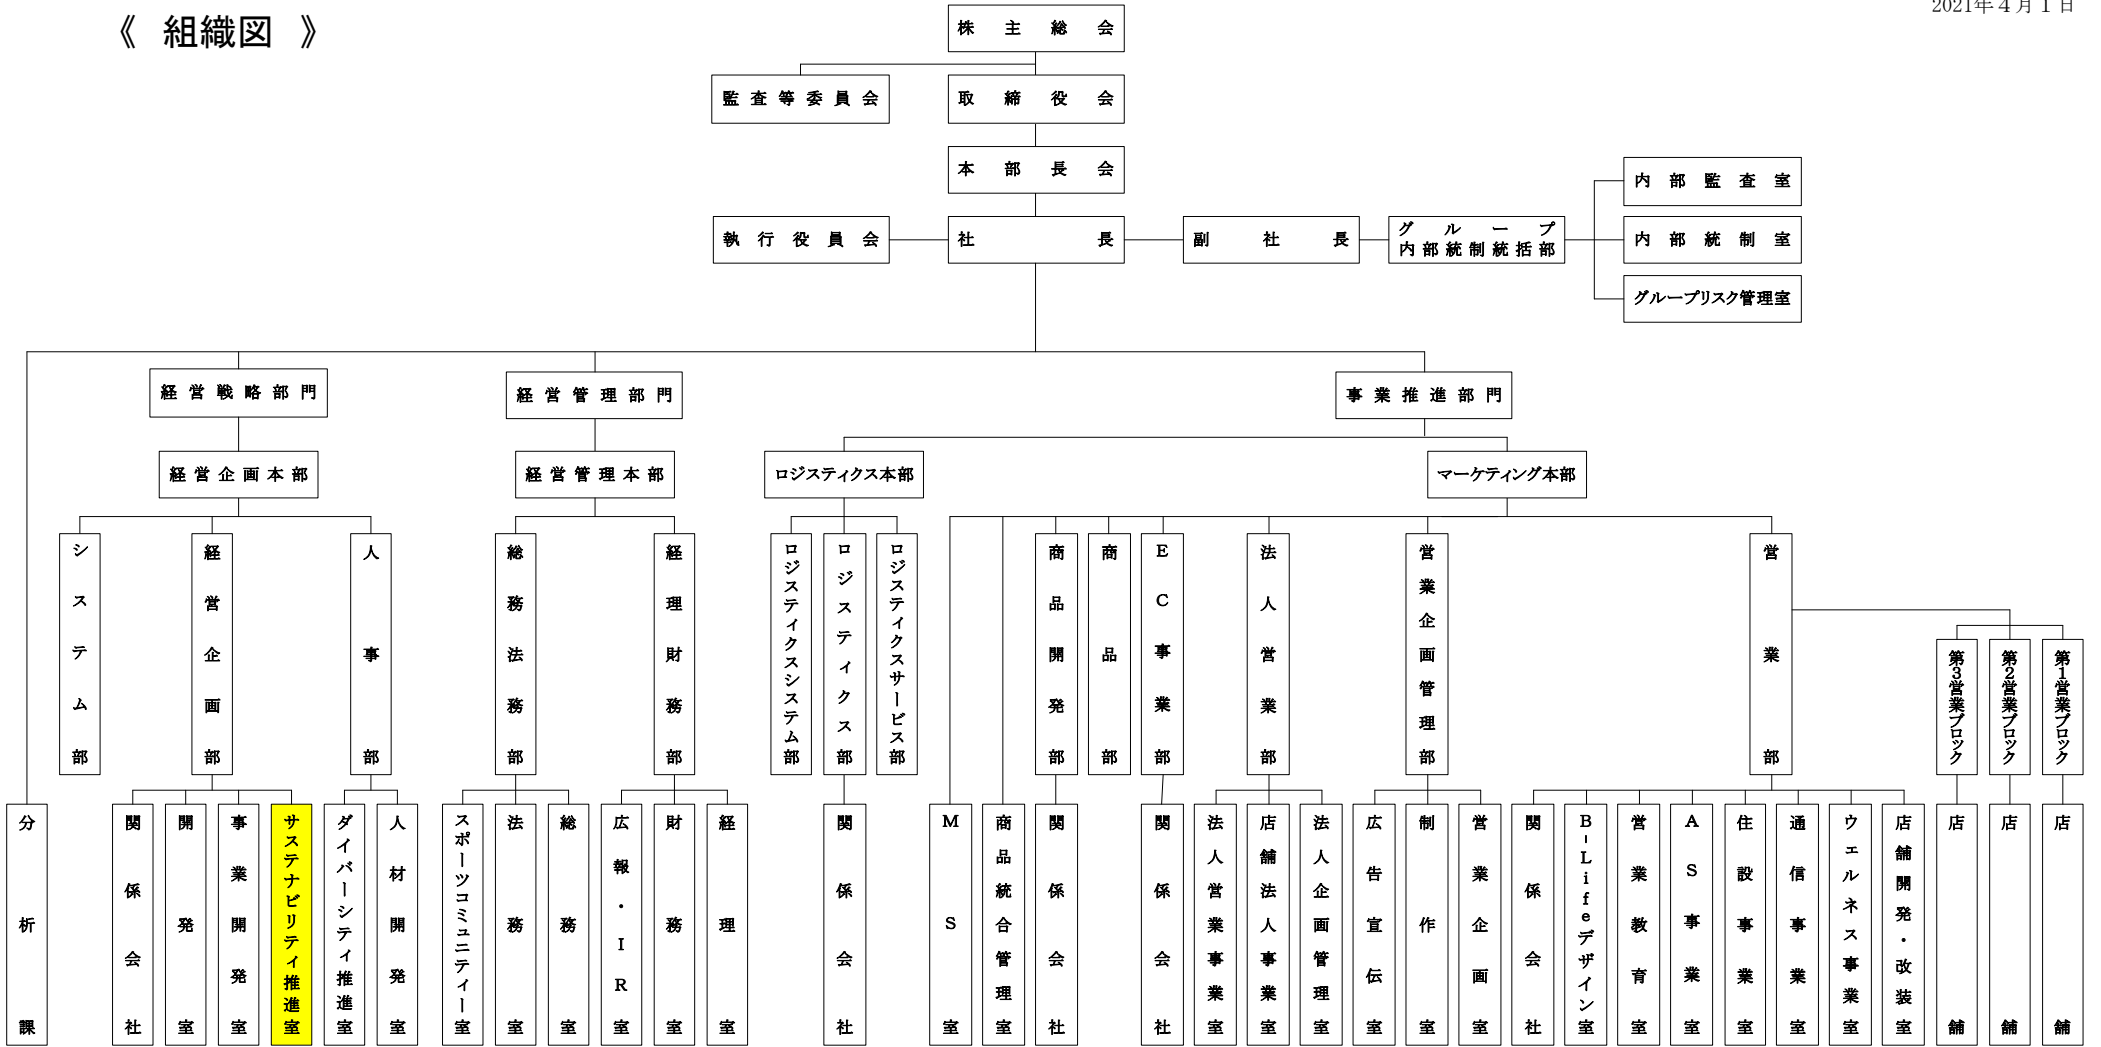 《 組織図 》
2021年４月１日
株主総会
監査等委員会
取締役会
本部長会
執行役員会
社長
副社長
グループ
内部統制統括部
内部監査室
内部統制室
グループリスク管理室
経営戦略部門
経営管理部門
事業推進部門
経営企画本部
経営管理本部
ロジスティクス本部
マーケティング本部
システム部
経営企画部
人事部
総務法務部
経理財務部
ロジスティクスシステム部
ロジスティクス部
ロジスティクスサービス部
商品開発部
商品部
ＥＣ事業部
法人営業部
営業企画管理部
営業部
第3営業ブロック
第2営業ブロック
第1営業ブロック
分析課
関係会社
開発室
事業開発室
サステナビリティ推進室
ダイバーシティ推進室
人材開発室
スポーツコミュニティー室
法務室
総務室
広報・ＩＲ室
財務室
経理室
関係会社
ＭＳ室
商品統合管理室
関係会社
関係会社
法人営業事業室
店舗法人事業室
法人企画管理室
広告宣伝室
制作室
営業企画室
関係会社
B-Lifeデザイン室
営業教育室
ＡＳ事業室
住設事業室
通信事業室
ウェルネス事業室
店舗開発・改装室
店舗
店舗
店舗